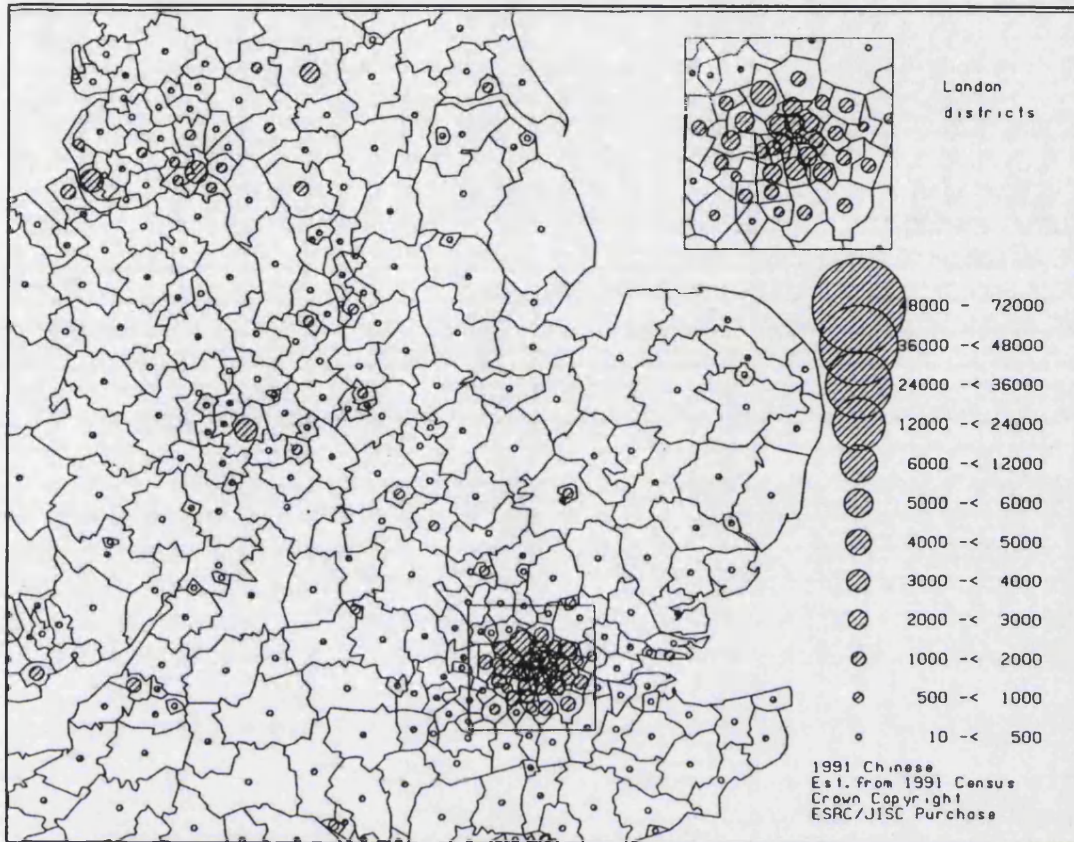 London
districts
48000 - 72000
36000 -< 48000
24000 -< 36000
12000 -< 24000
6000 -< 12000
5000 -< 6000
4000 -< 5000
3000 -< 4000
2000 -< 3000
1000 -< 2000
500 -< 1000
10 -< 500
1991 Chinese
Est. from 1991 Census
Crown Copyright
ESRC/JISC Purchase